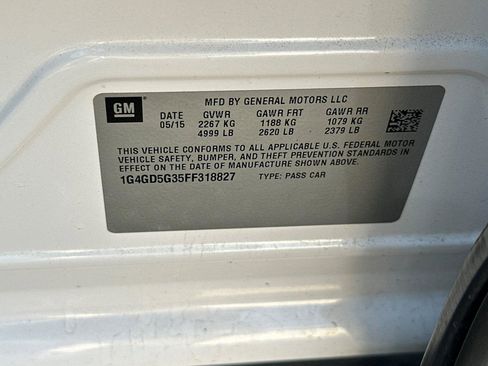 GM
MFD BY GENERAL MOTORS LLC
DATE GVWR GAWR FRT GAWR RR
05/15 2267 KG 1188 KG 1079 KG
4999 LB 2620 LB 2379 LB
THIS VEHICLE CONFORMS TO ALL APPLICABLE U.S. FEDERAL MOTOR
VEHICLE SAFETY, BUMPER, AND THEFT PREVENTION STANDARDS IN
EFFECT ON THE DATE OF MANUFACTURE SHOWN ABOVE.
1G4GD5G35FF318827 TYPE: PASS CAR